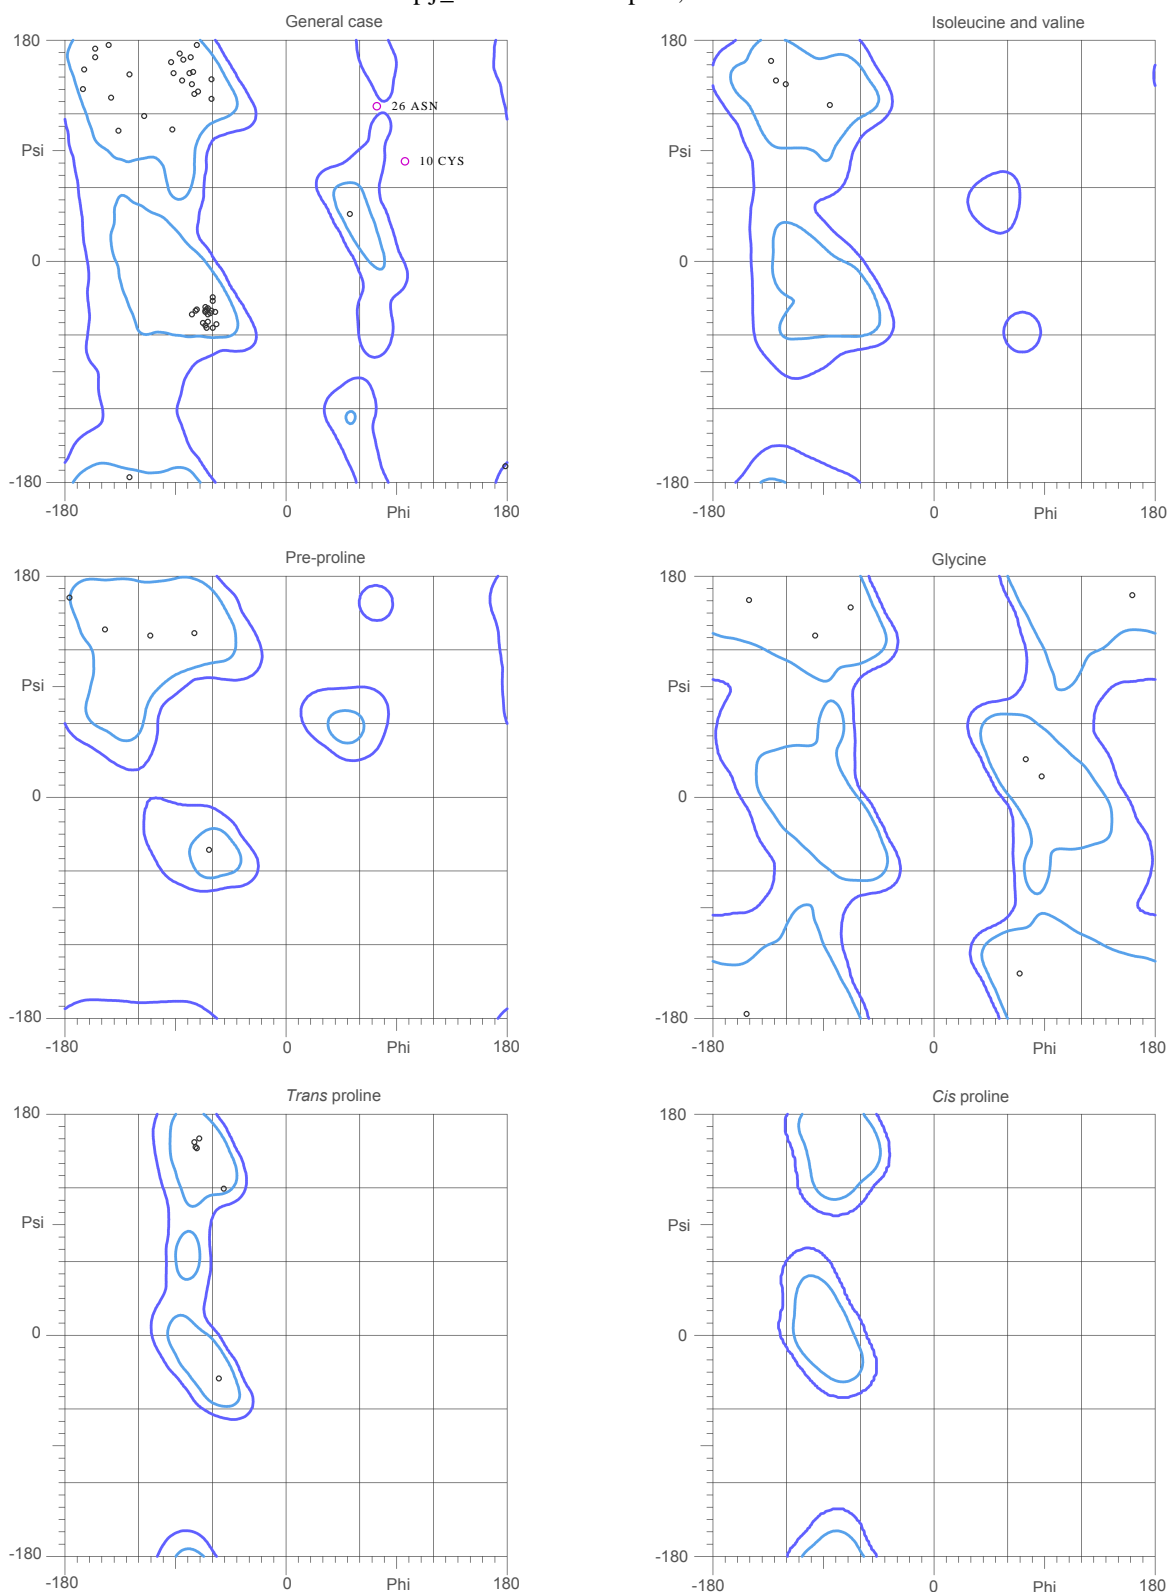 General case
Isoleucine and valine
180
Psi
0
-180
-180
0
Phi
180
26 ASN
10 CYS
180
Psi
0
-180
-180
0
Phi
180
Pre-proline
Glycine
180
Psi
0
-180
-180
0
Phi
180
180
Psi
0
-180
-180
0
Phi
180
Trans proline
Cis proline
180
Psi
0
-180
-180
0
Phi
180
180
Psi
0
-180
-180
0
Phi
180